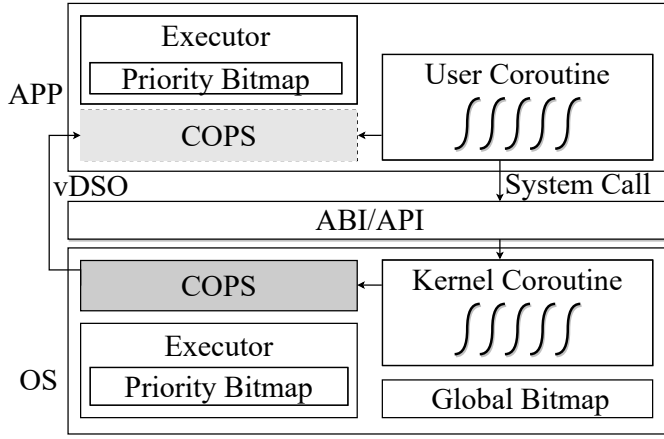 Executor
Priority Bitmap
User Coroutine
APP
COPS
vDSO
System Call
ABI/API
COPS
Kernel Coroutine
Executor
Priority Bitmap
OS
Global Bitmap